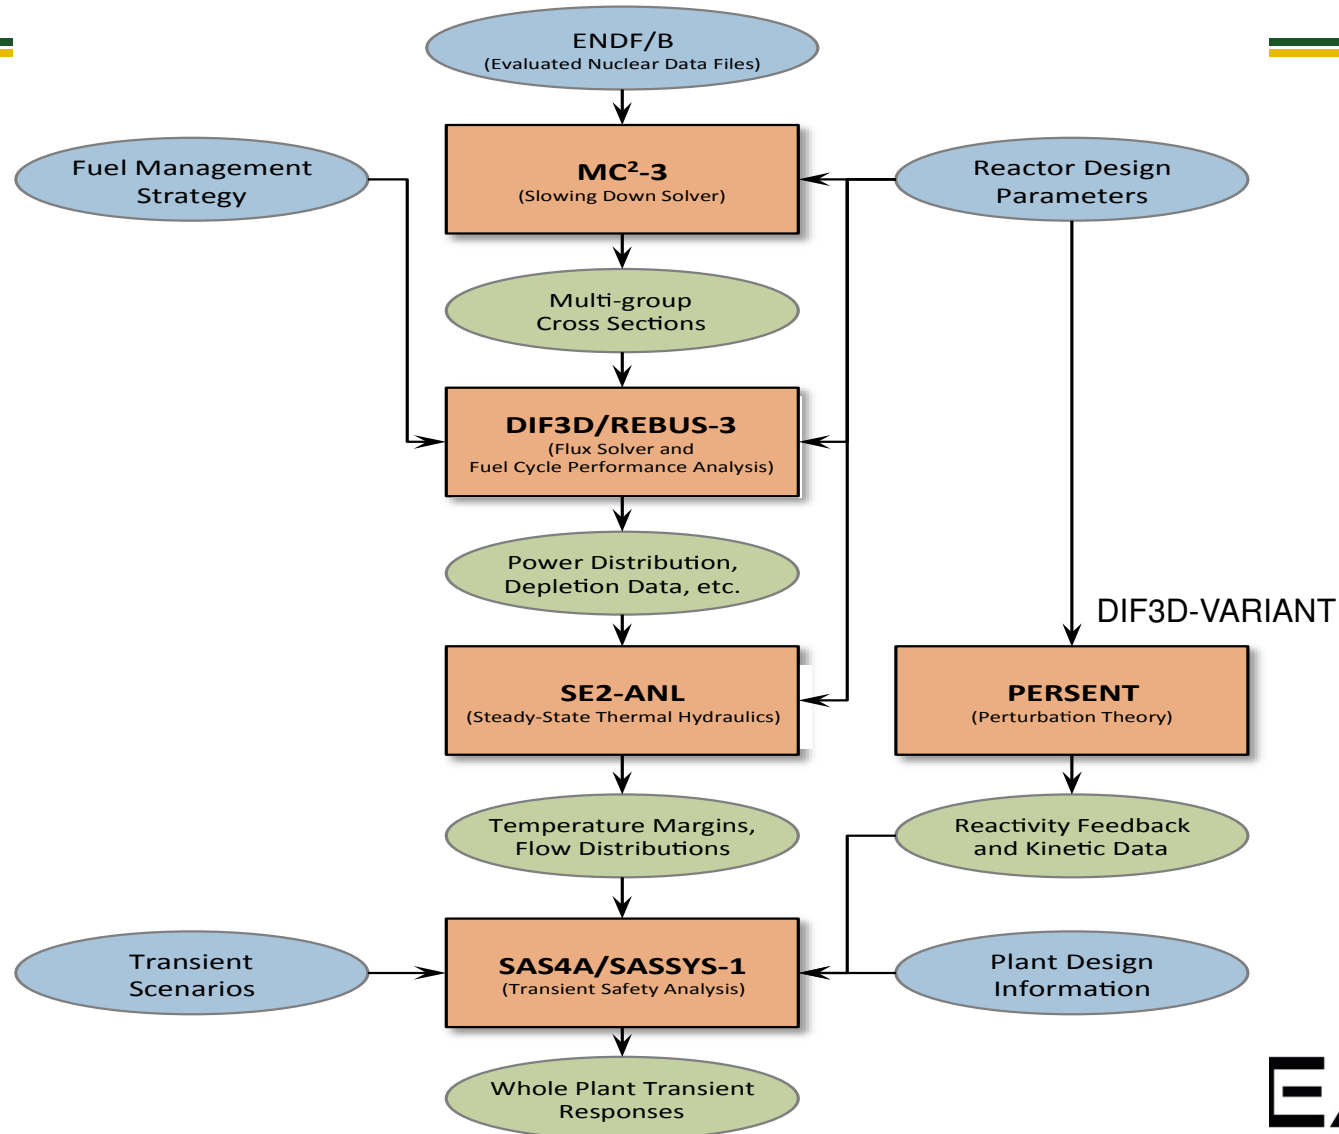 ENDF/B
(Evaluated Nuclear Data Files)
Fuel Management
Strategy
MC²-3
(Slowing Down Solver)
Reactor Design
Parameters
Multi-group
Cross Sections
DIF3D/REBUS-3
(Flux Solver and
Fuel Cycle Performance Analysis)
Power Distribution,
Depletion Data, etc.
DIF3D-VARIANT
SE2-ANL
(Steady-State Thermal Hydraulics)
PERSENT
(Perturbation Theory)
Temperature Margins,
Flow Distributions
Reactivity Feedback
and Kinetic Data
Transient
Scenarios
SAS4A/SASSYS-1
(Transient Safety Analysis)
Plant Design
Information
Whole Plant Transient
Responses